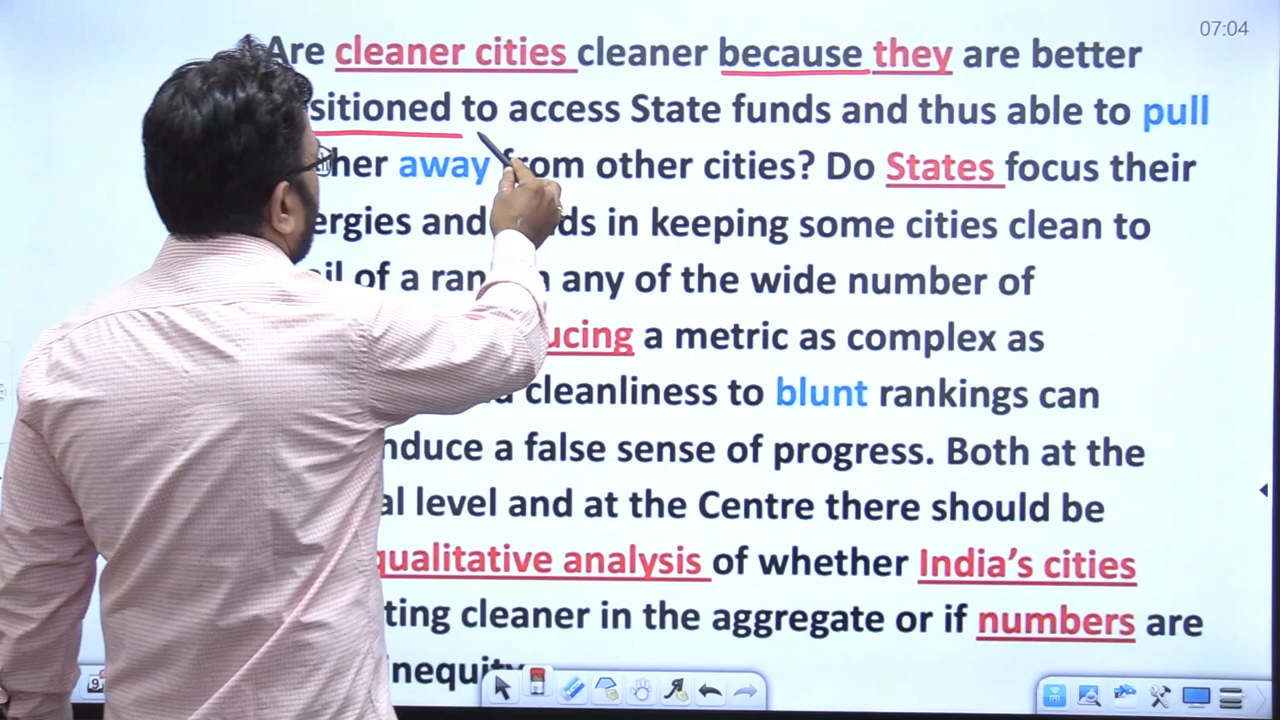 07:04
Are cleaner cities cleaner because they are better
sitioned to access State funds and thus able to pull
her away from other cities? Do States focus their
ergies and ds in keeping some cities clean to
il of a ran any of the wide number of
ucing a metric as complex as
cleanliness to blunt rankings can
nduce a false sense of progress. Both at the
al level and at the Centre there should be
qualitative analysis of whether India's cities
ting cleaner in the aggregate or if numbers are
inequity